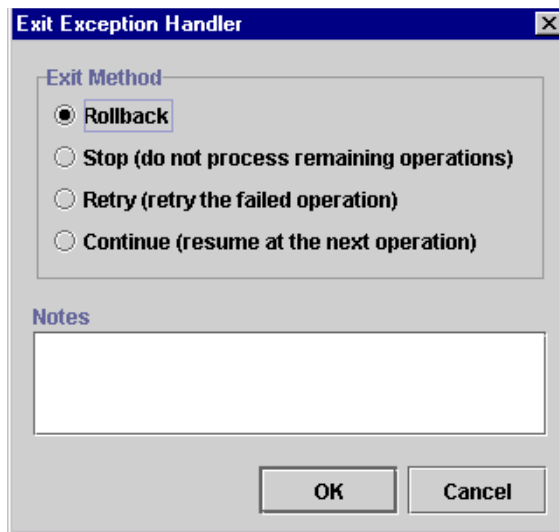 Exit Exception Handler
Exit Method
Rollback
Stop (do not process remaining operations)
Retry (retry the failed operation)
Continue (resume at the next operation)
Notes
OK
Cancel